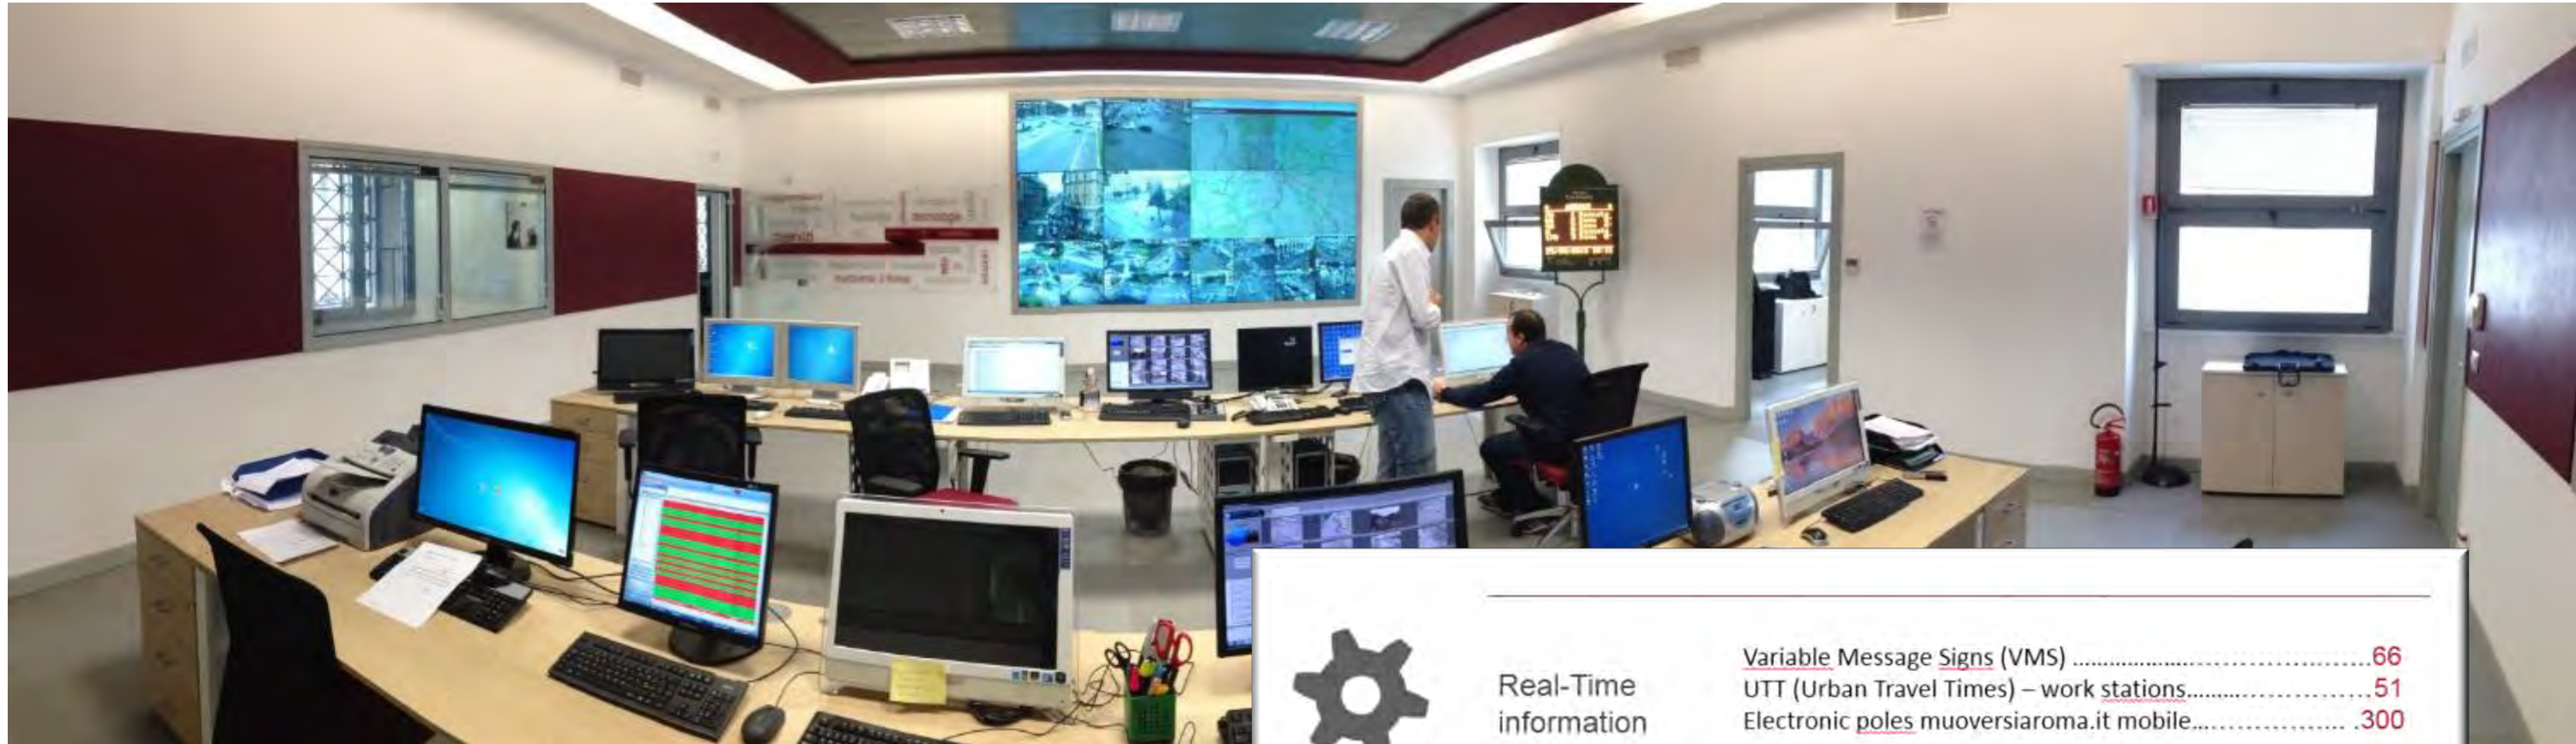 Real-Time
information
Variable Message Signs (VMS) ............................................66
UTT (Urban Travel Times) – work stations..........................51
Electronic poles muoversiaroma.it mobile........................300